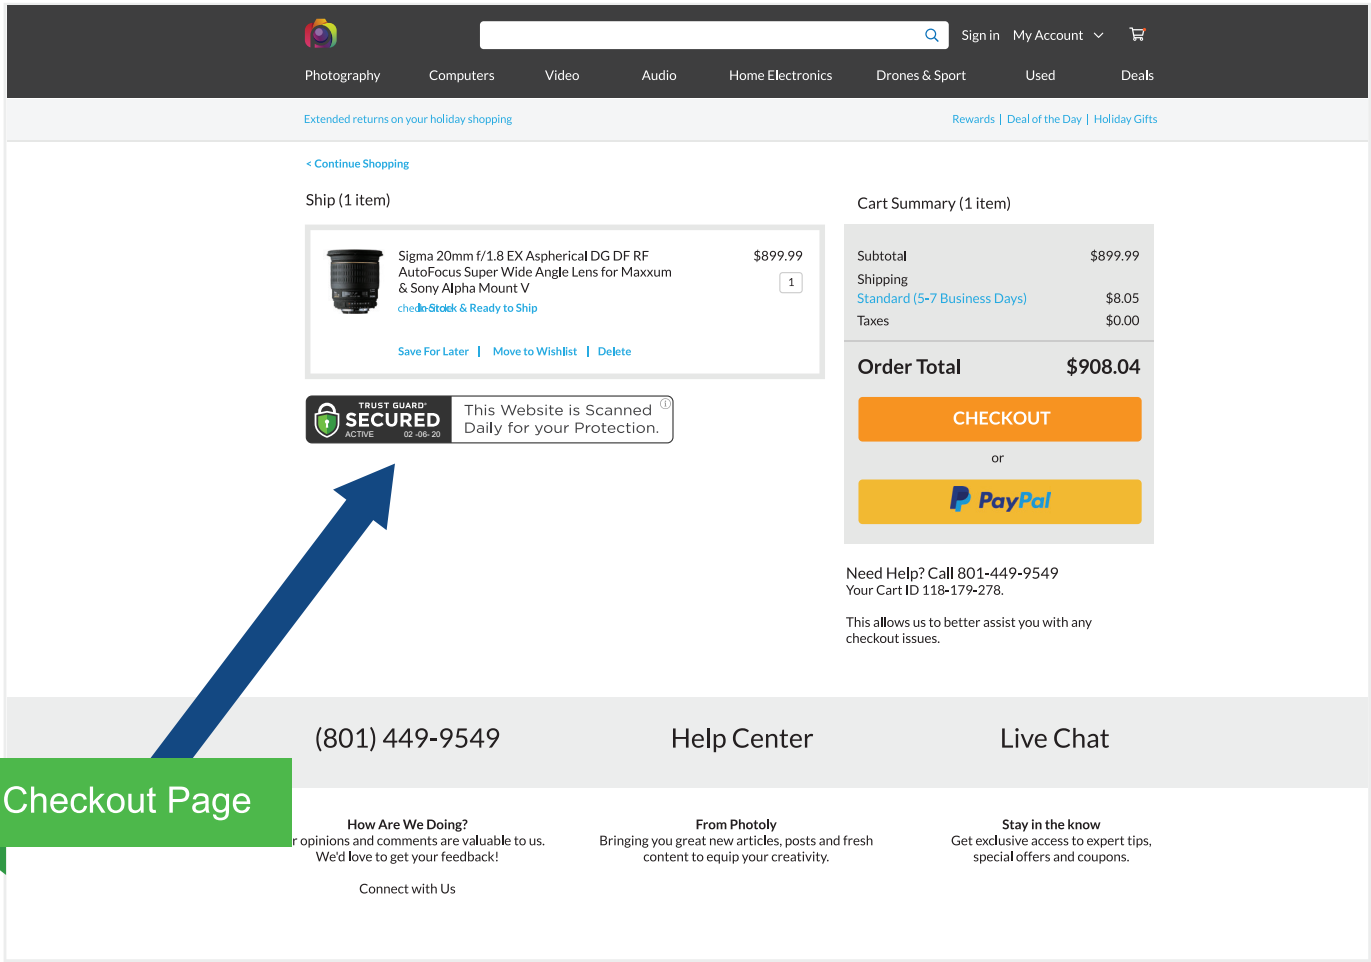 Sign in My Account
Photography Computers Video Audio Home Electronics Drones & Sport Used Deals
Extended returns on your holiday shopping
Rewards | Deal of the Day | Holiday Gifts
< Continue Shopping
Ship (1 item)
Sigma 20mm f/1.8 EX Aspherical DG DF RF
AutoFocus Super Wide Angle Lens for Maxxum
& Sony Alpha Mount V
$899.99
1
In-Stock & Ready to Ship
Save For Later | Move to Wishlist | Delete
TRUST GUARD
SECURED
ACTIVE 02 -06- 20
This Website is Scanned
Daily for your Protection.
Cart Summary (1 item)
Subtotal $899.99
Shipping
Standard (5-7 Business Days) $8.05
Taxes $0.00
Order Total $908.04
CHECKOUT
or
PayPal
Need Help? Call 801-449-9549
Your Cart ID 118-179-278.
This allows us to better assist you with any
checkout issues.
(801) 449-9549 Help Center Live Chat
Checkout Page
How Are We Doing?
opinions and comments are valuable to us.
We'd love to get your feedback!
Connect with Us
From Photoly
Bringing you great new articles, posts and fresh
content to equip your creativity.
Stay in the know
Get exclusive access to expert tips,
special offers and coupons.